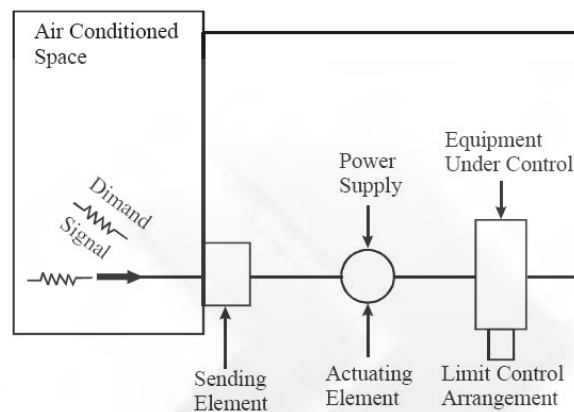 Air Conditioned
Space
Dimand
Signal
Power
Supply
Equipment
Under Control
Sending
Element
Actuating
Element
Limit Control
Arrangement